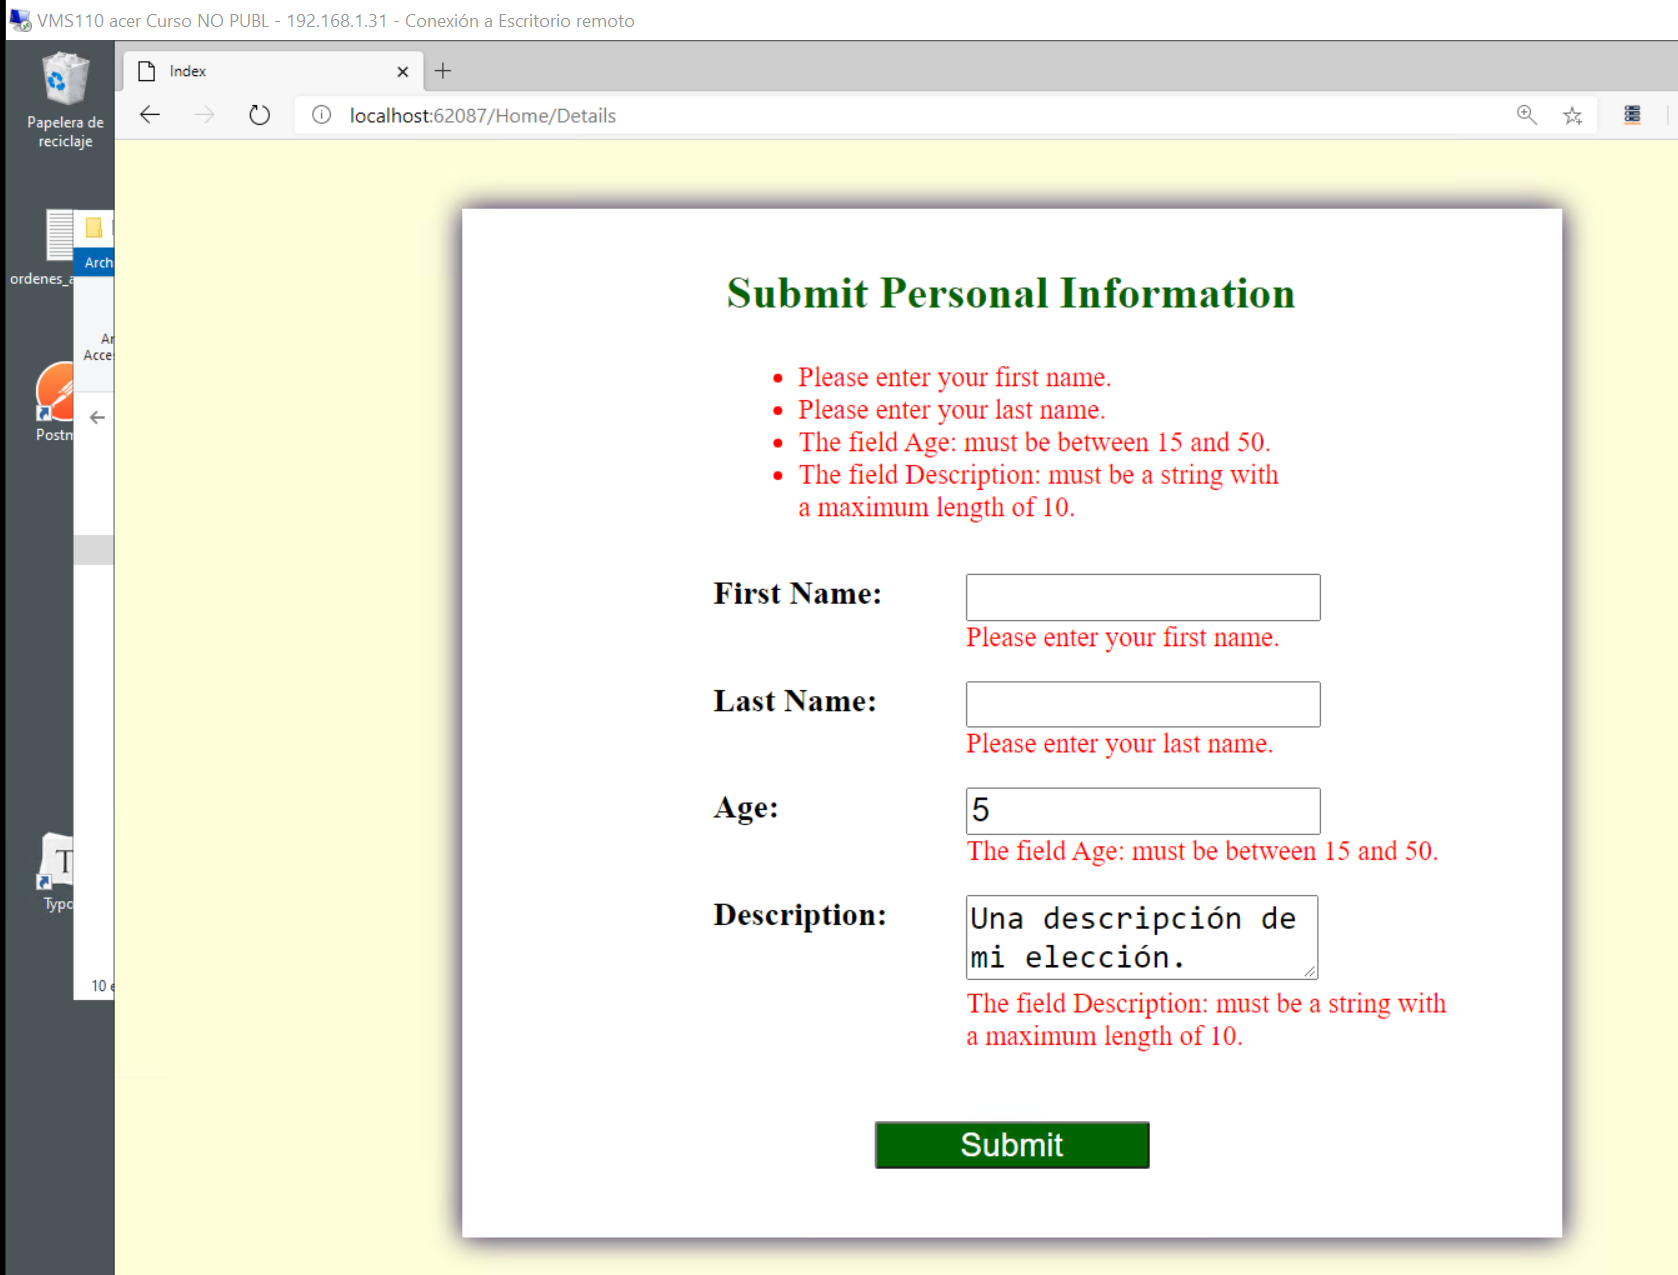 VMS110 acer Curso NO PUBL - 192.168.1.31 - Conexión a Escritorio remoto
Index
localhost:62087/Home/Details
Papelera de
reciclaje
Arch
ordenes_a
Ar
Acce
Postn
Typo
10 e
Submit Personal Information
Please enter your first name.
Please enter your last name.
The field Age: must be between 15 and 50.
The field Description: must be a string with
a maximum length of 10.
First Name:
Please enter your first name.
Last Name:
Please enter your last name.
Age:
5
The field Age: must be between 15 and 50.
Description:
Una descripción de
mi elección.
The field Description: must be a string with
a maximum length of 10.
Submit